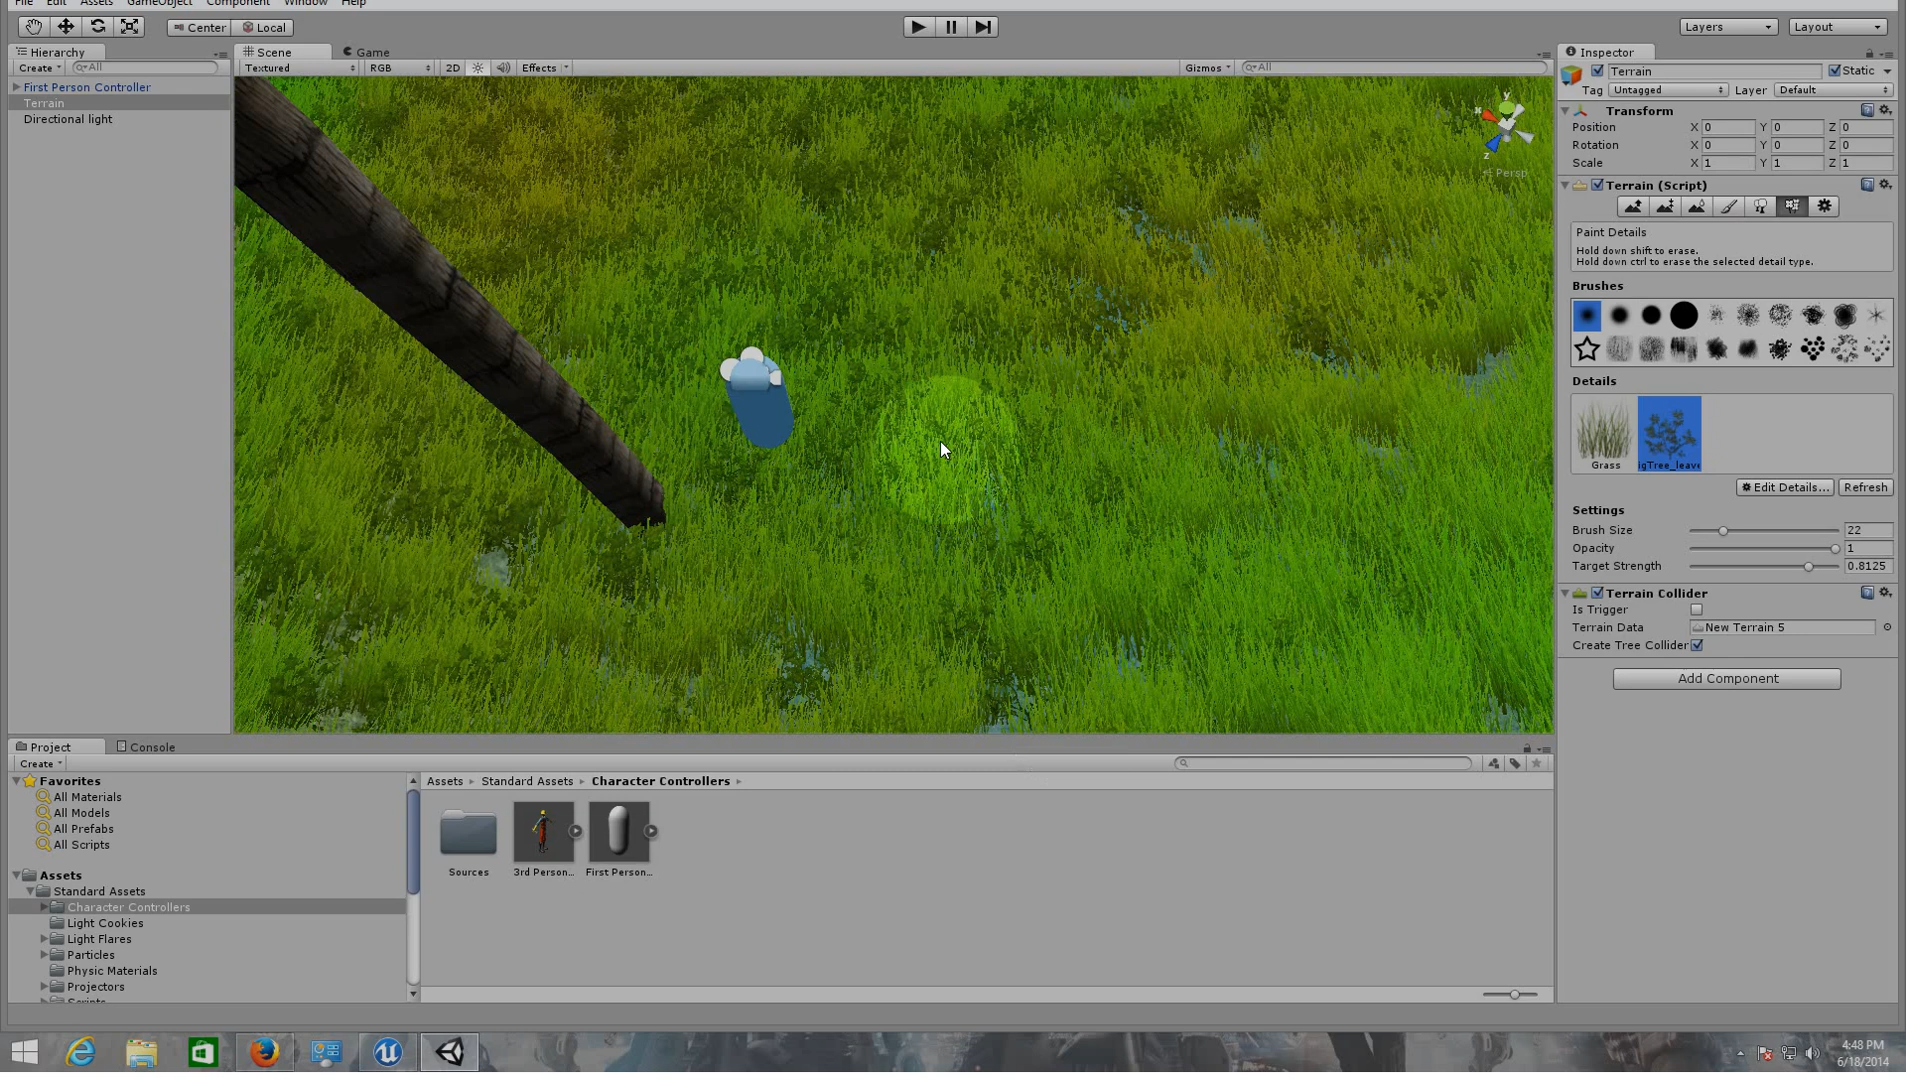 File Edit Assets GameObject Component Window Help
Center Local
Layers Layout
Hierarchy
Create All
First Person Controller
Terrain
Directional light
Scene Game
Textured RGB 2D Effects Gizmos All
y
x
z
Persp
Inspector
Terrain Static
Tag Untagged Layer Default
Transform
Position X 0 Y 0 Z 0
Rotation X 0 Y 0 Z 0
Scale X 1 Y 1 Z 1
Terrain (Script)
Paint Details
Hold down shift to erase.
Hold down ctrl to erase the selected detail type.
Brushes
Details
Grass igTree_leave
Edit Details... Refresh
Settings
Brush Size 22
Opacity 1
Target Strength 0.8125
Terrain Collider
Is Trigger
Terrain Data New Terrain 5
Create Tree Collider
Add Component
Project Console
Create
Favorites
All Materials
All Models
All Prefabs
All Scripts
Assets
Standard Assets
Character Controllers
Light Cookies
Light Flares
Particles
Physic Materials
Projectors
Scripts
Assets Standard Assets Character Controllers
Sources 3rd Person... First Person...
4:48 PM
6/18/2014